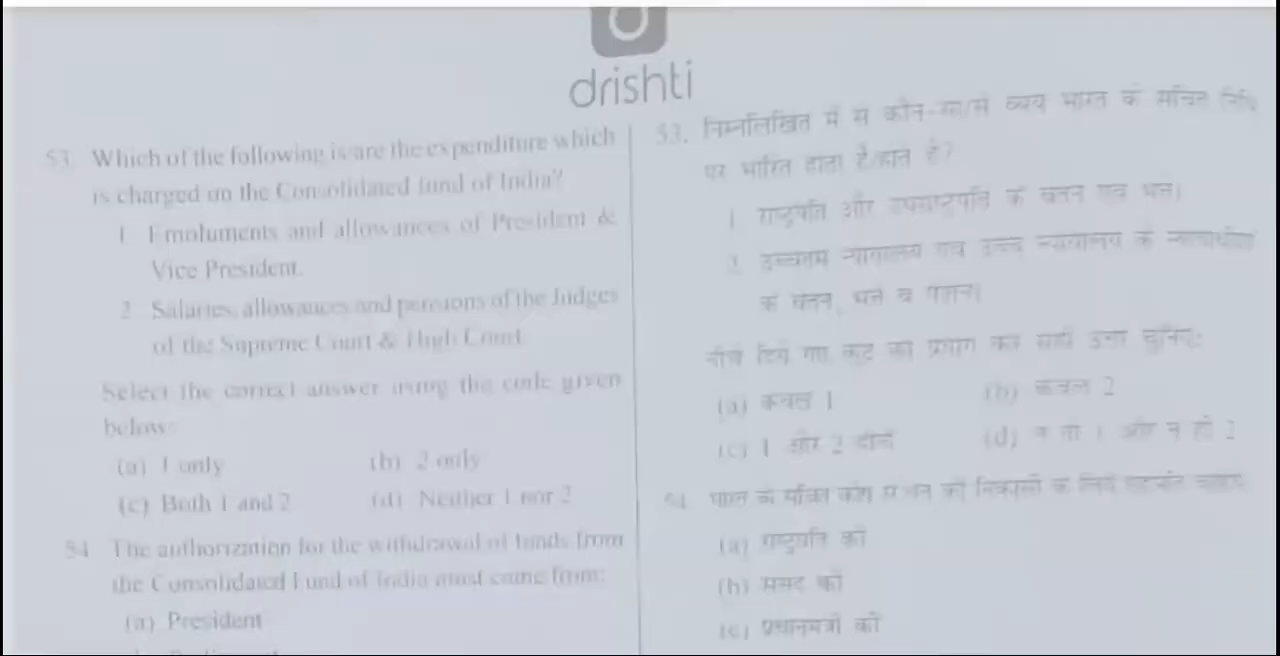 drishti
53. Which of the following is/are the expenditure which
is charged on the Consolidated fund of India?
1. Emoluments and allowances of President &
Vice President.
2. Salaries, allowances and pensions of the Judges
of the Supreme Court & High Court.
Select the correct answer using the code given
below:
(a) 1 only
(b) 2 only
(c) Both 1 and 2
(d) Neither 1 nor 2
54. The authorization for the withdrawal of funds from
the Consolidated Fund of India must come from:
(a) President
Parliament
53. निम्नलिखित में से कौन-सा/से व्यय भारत के संचित निधि
पर भारित होता है/होते हैं?
1. राष्ट्रपति और उपराष्ट्रपति के वेतन एवं भत्ते।
2. उच्चतम न्यायालय एवं उच्च न्यायालय के न्यायाधीशों
के वेतन, भत्ते व पेंशन।
नीचे दिये गए कूट का प्रयोग कर सही उत्तर चुनिए:
(a) केवल 1
(b) केवल 2
(c) 1 और 2 दोनों
(d) न तो 1 और न ही 2
54. भारत के संचित कोष से धन की निकासी के लिये
(a) राष्ट्रपति की
(b) संसद की
(c) प्रधानमंत्री की